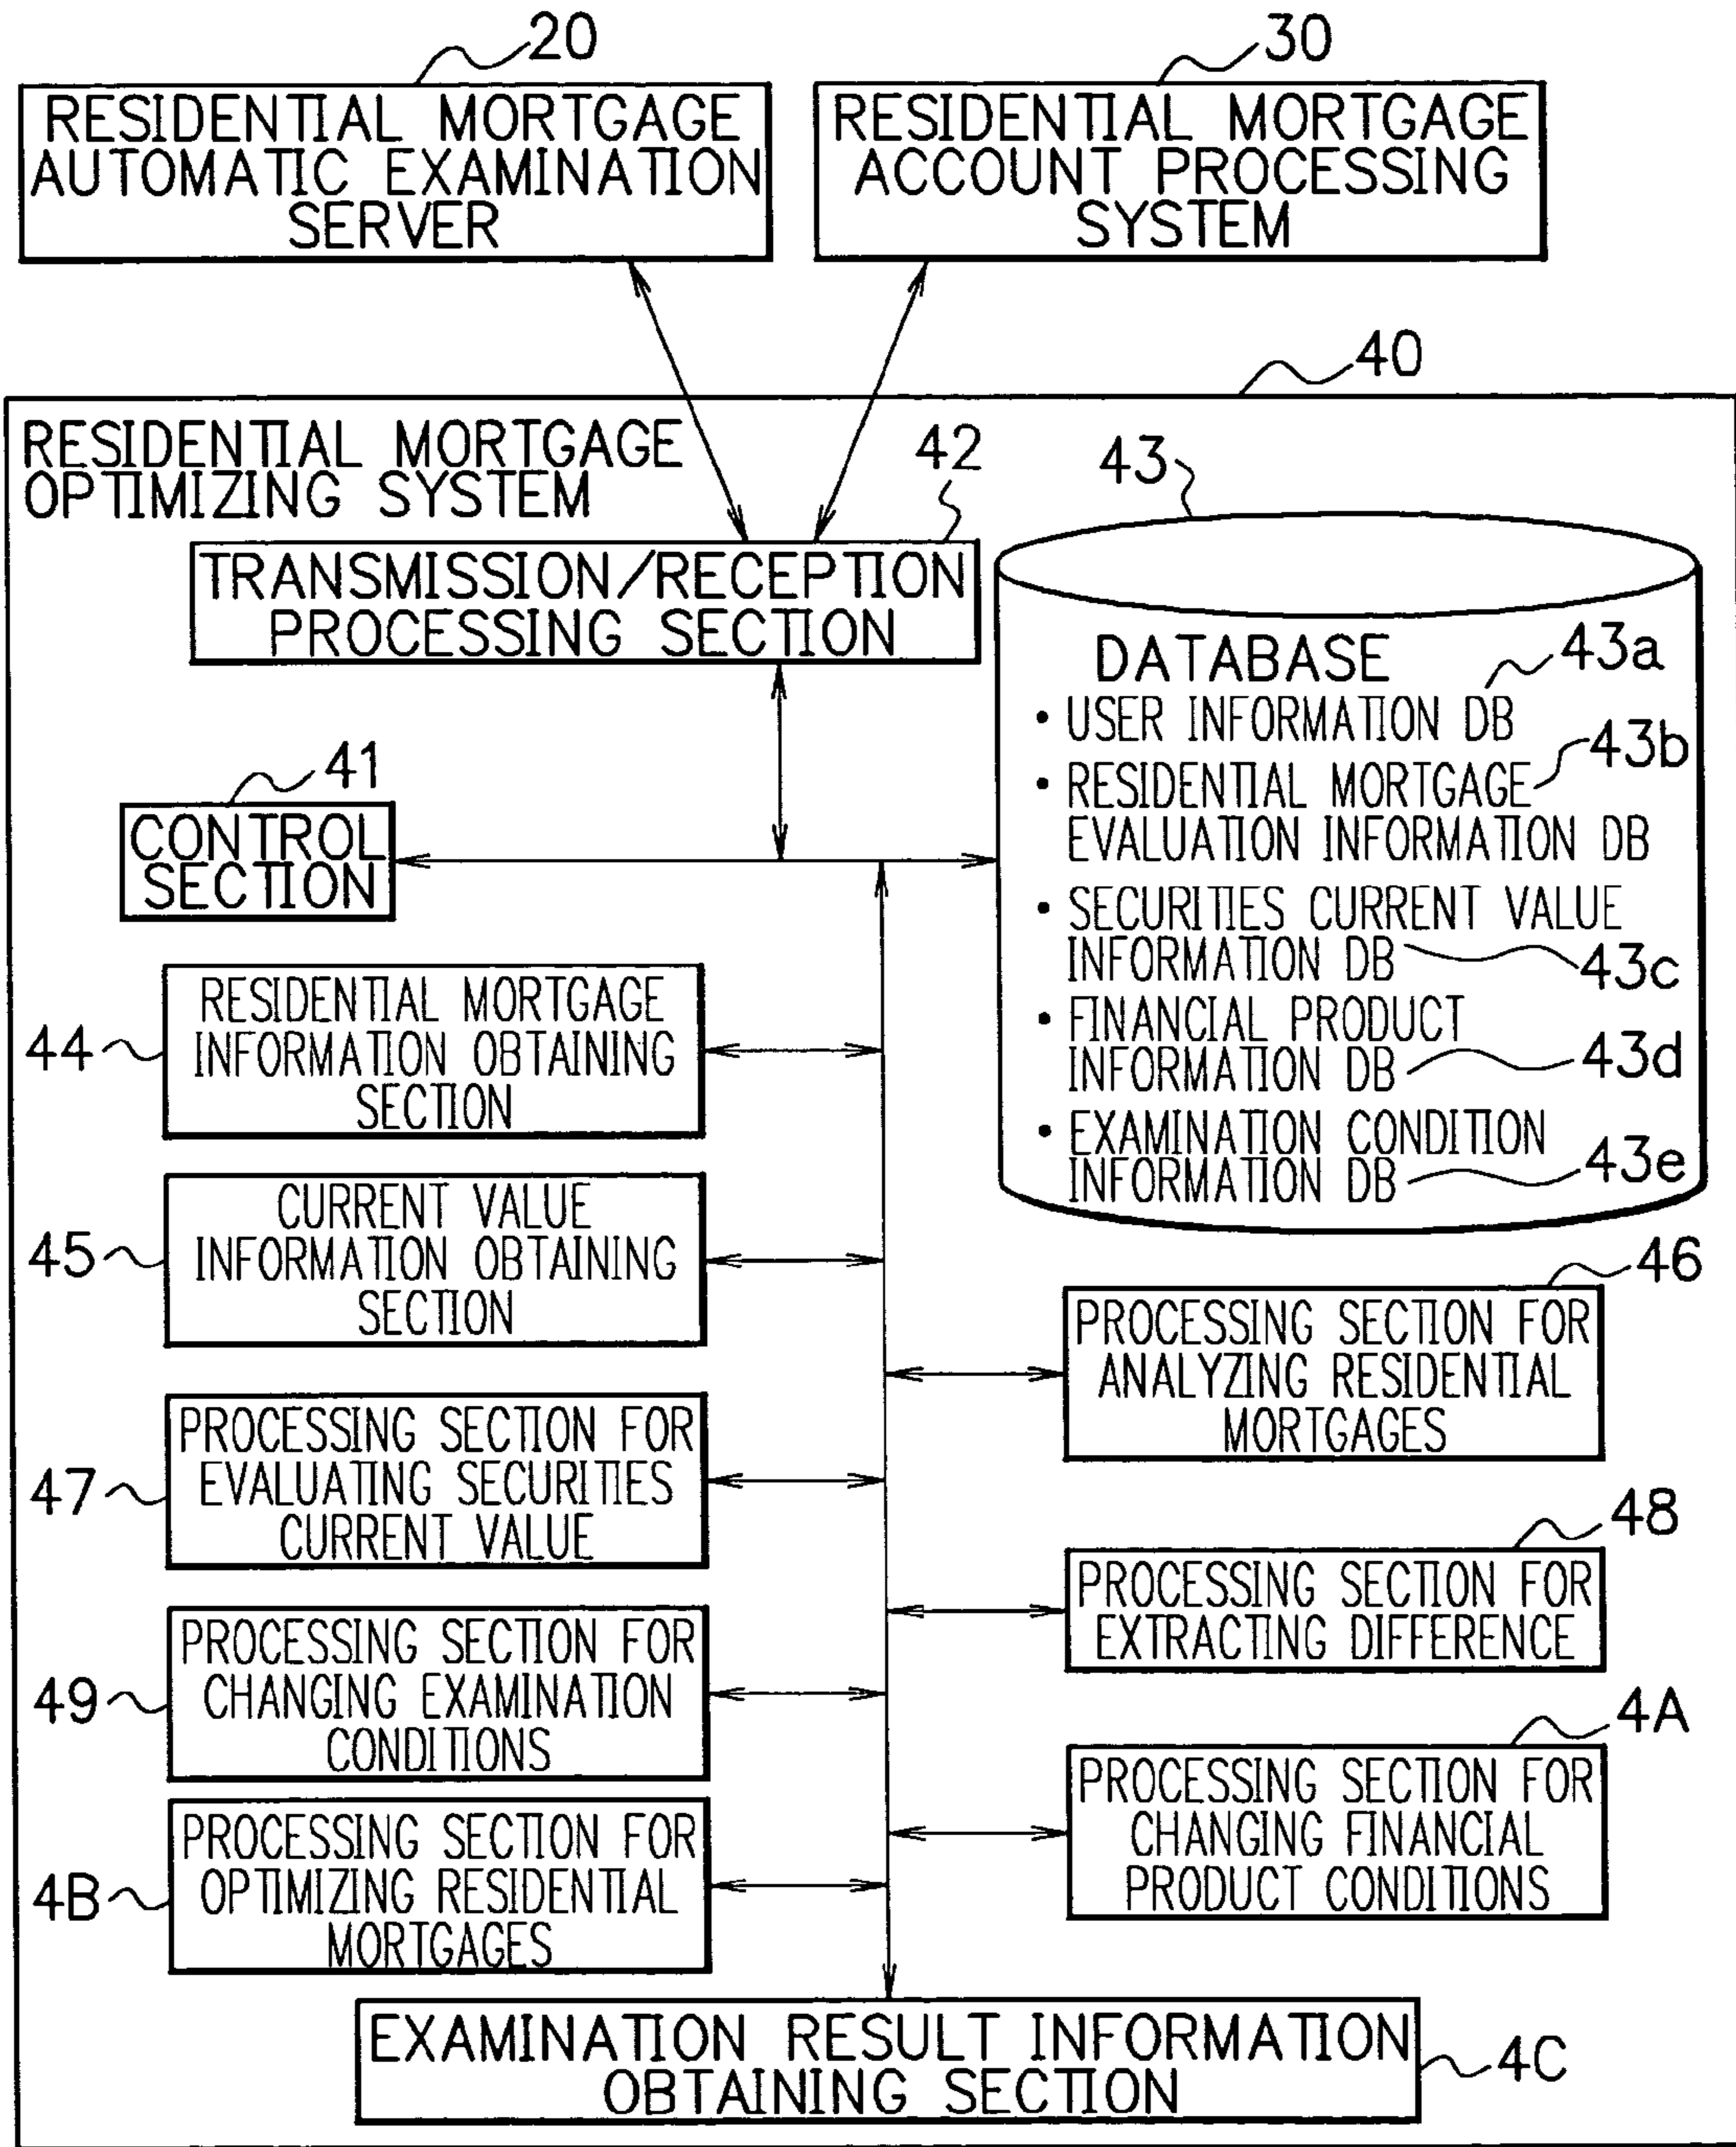 20
30
RESIDENTIAL MORTGAGE
AUTOMATIC EXAMINATION
SERVER
RESIDENTIAL MORTGAGE
ACCOUNT PROCESSING
SYSTEM
40
RESIDENTIAL MORTGAGE
OPTIMIZING SYSTEM
42
43
TRANSMISSION/RECEPTION
PROCESSING SECTION
DATABASE
43a
• USER INFORMATION DB
43b
• RESIDENTIAL MORTGAGE
EVALUATION INFORMATION DB
• SECURITIES CURRENT VALUE
INFORMATION DB
43c
• FINANCIAL PRODUCT
INFORMATION DB
43d
• EXAMINATION CONDITION
INFORMATION DB
43e
41
CONTROL
SECTION
44
RESIDENTIAL MORTGAGE
INFORMATION OBTAINING
SECTION
45
CURRENT VALUE
INFORMATION OBTAINING
SECTION
46
PROCESSING SECTION FOR
ANALYZING RESIDENTIAL
MORTGAGES
47
PROCESSING SECTION FOR
EVALUATING SECURITIES
CURRENT VALUE
48
PROCESSING SECTION FOR
EXTRACTING DIFFERENCE
49
PROCESSING SECTION FOR
CHANGING EXAMINATION
CONDITIONS
4A
PROCESSING SECTION FOR
CHANGING FINANCIAL
PRODUCT CONDITIONS
4B
PROCESSING SECTION FOR
OPTIMIZING RESIDENTIAL
MORTGAGES
EXAMINATION RESULT INFORMATION
OBTAINING SECTION
4C